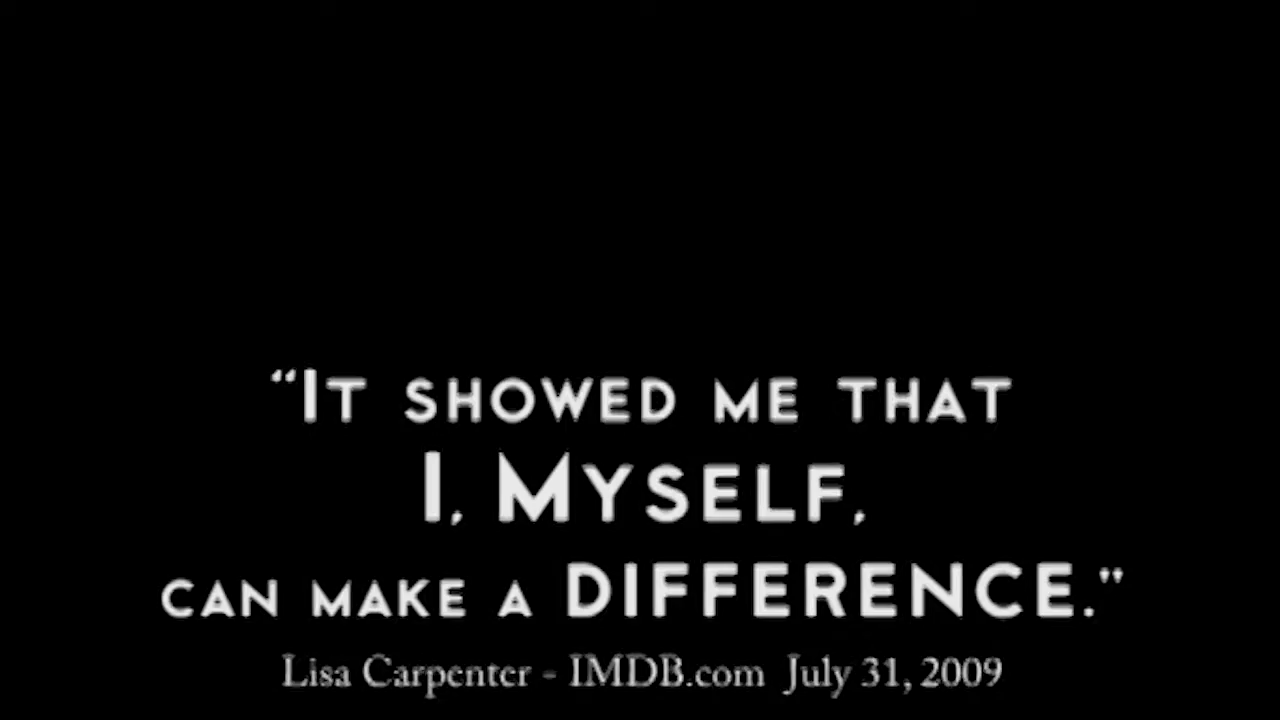 “It showed me that
I, Myself,
can make a DIFFERENCE."
Lisa Carpenter - IMDB.com July 31, 2009